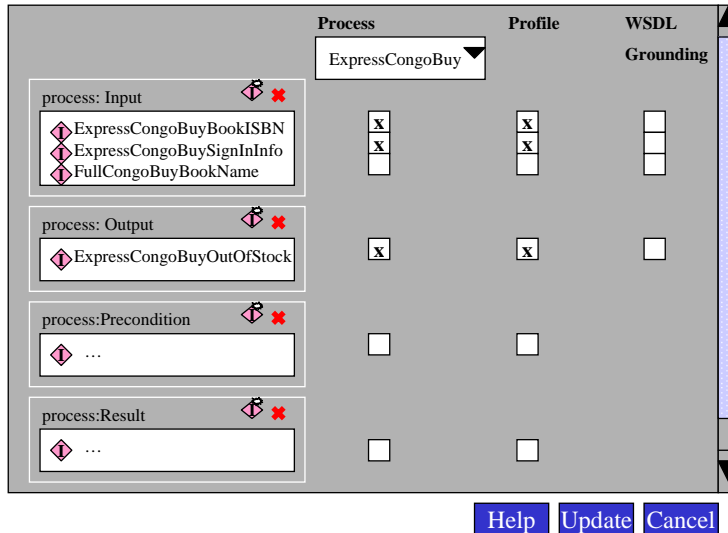 Process Profile WSDL
ExpressCongoBuy Grounding
process: Input
I ExpressCongoBuyBookISBN x x
I ExpressCongoBuySignInInfo x x
I FullCongoBuyBookName
process: Output
I ExpressCongoBuyOutOfStock x x
process:Precondition
I …
process:Result
I …
Help Update Cancel